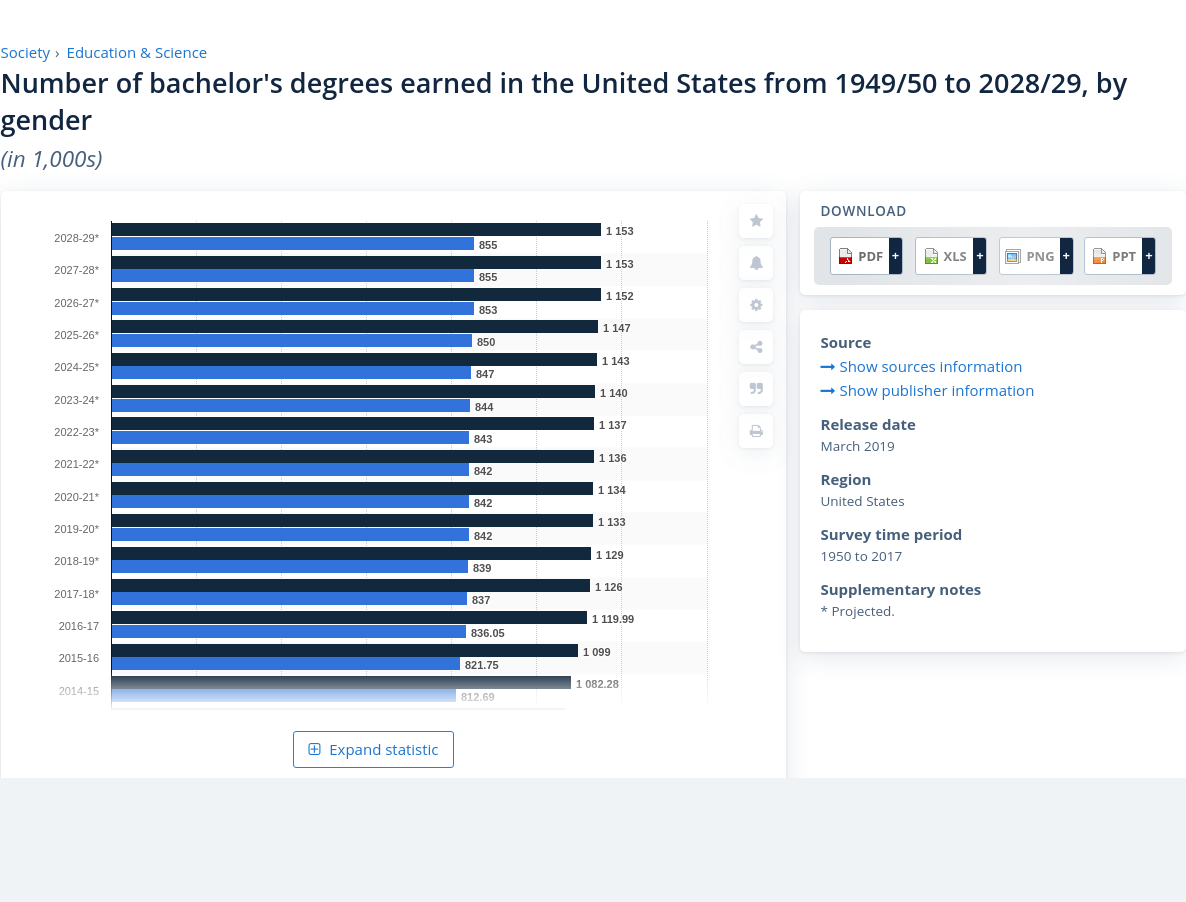 Society › Education & Science
Number of bachelor's degrees earned in the United States from 1949/50 to 2028/29, by
gender
(in 1,000s)
2028-29*
1 153
855
2027-28*
1 153
855
2026-27*
1 152
853
2025-26*
1 147
850
2024-25*
1 143
847
2023-24*
1 140
844
2022-23*
1 137
843
2021-22*
1 136
842
2020-21*
1 134
842
2019-20*
1 133
842
2018-19*
1 129
839
2017-18*
1 126
837
2016-17
1 119.99
836.05
2015-16
1 099
821.75
2014-15
1 082.28
812.69
Expand statistic
DOWNLOAD
PDF + XLS + PNG + PPT +
Source
Show sources information
Show publisher information
Release date
March 2019
Region
United States
Survey time period
1950 to 2017
Supplementary notes
* Projected.